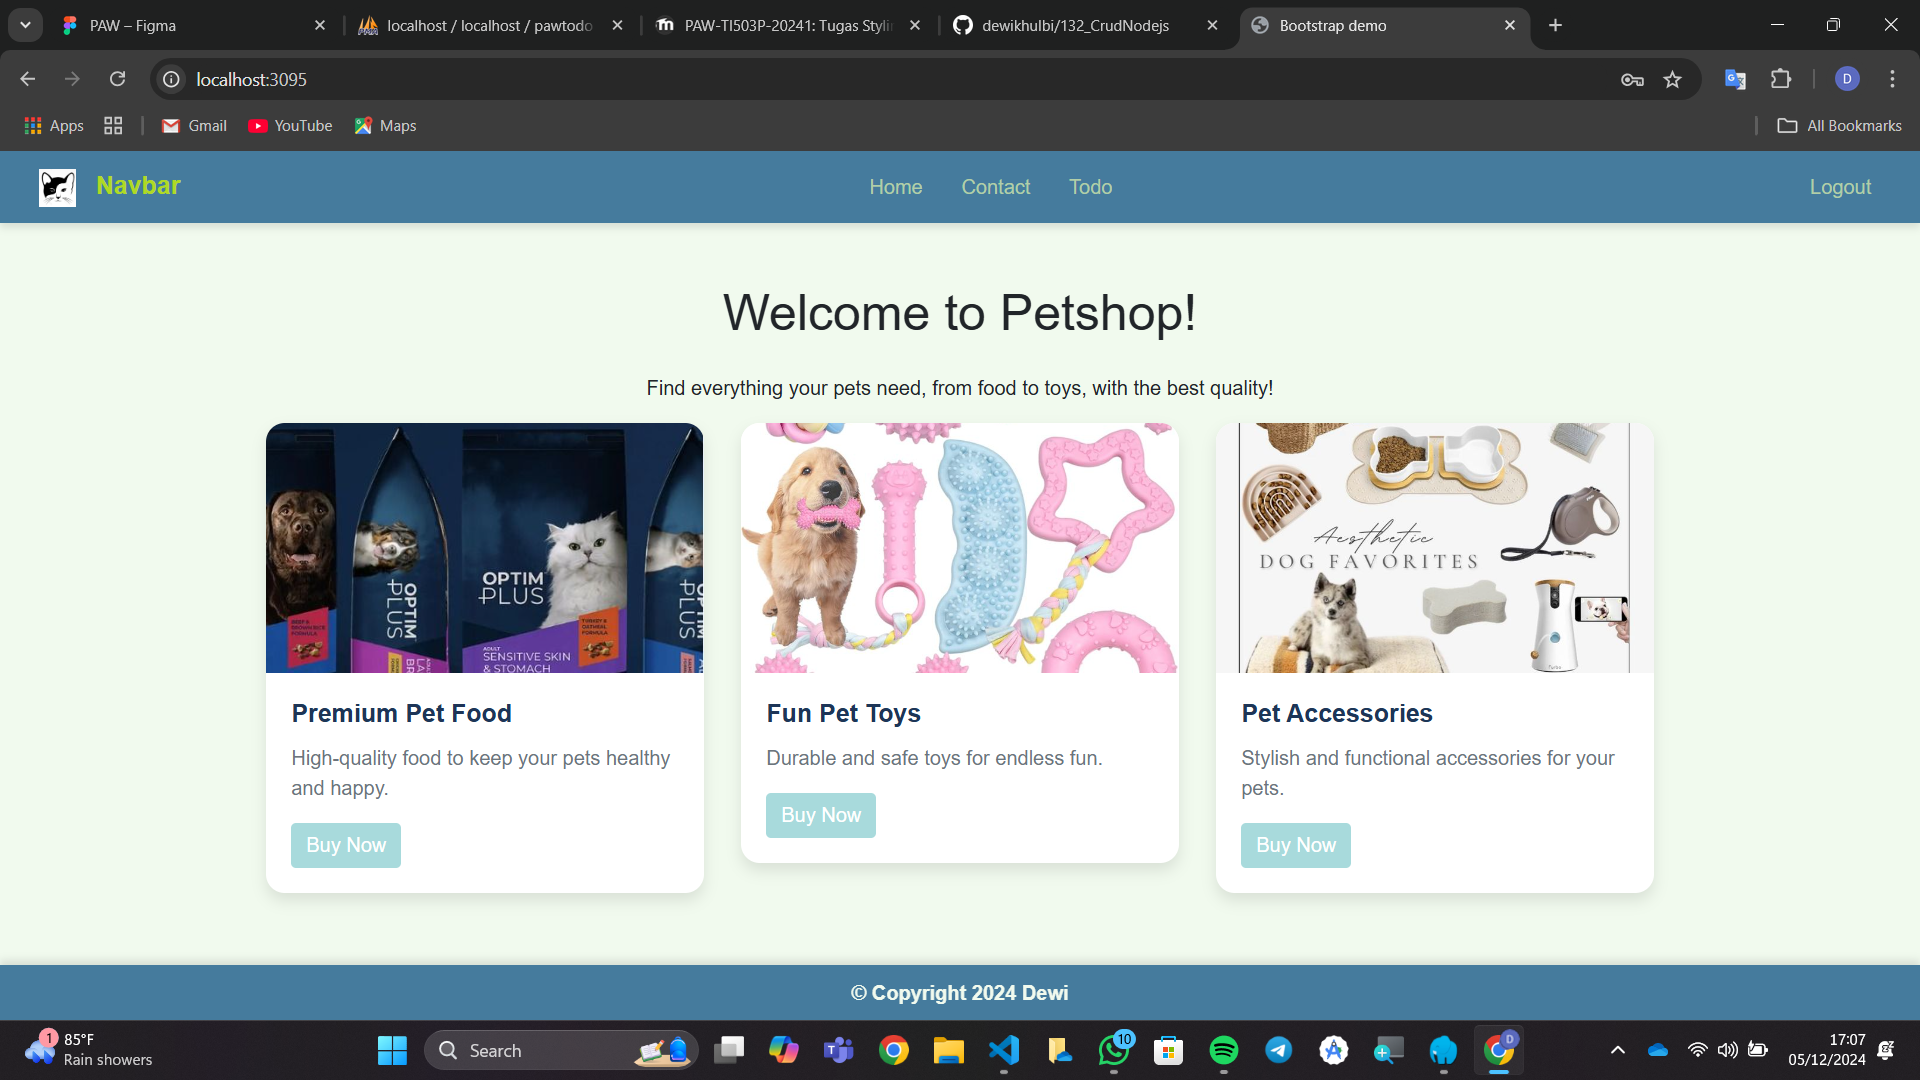 PAW – Figma
localhost / localhost / pawtodo
PAW-TI503P-20241: Tugas Styli
dewikhulbi/132_CrudNodejs
Bootstrap demo
localhost:3095
D
Apps
Gmail
YouTube
Maps
All Bookmarks
Navbar
Home
Contact
Todo
Logout
Welcome to Petshop!
Find everything your pets need, from food to toys, with the best quality!
OPTIM
PLUS
OPTIM
+PLUS
ADULT
SENSITIVE SKIN
& STOMACH
Aesthetic
DOG FAVORITES
Premium Pet Food
High-quality food to keep your pets healthy
and happy.
Buy Now
Fun Pet Toys
Durable and safe toys for endless fun.
Buy Now
Pet Accessories
Stylish and functional accessories for your
pets.
Buy Now
© Copyright 2024 Dewi
1
85°F
Rain showers
Search
10
D
17:07
05/12/2024